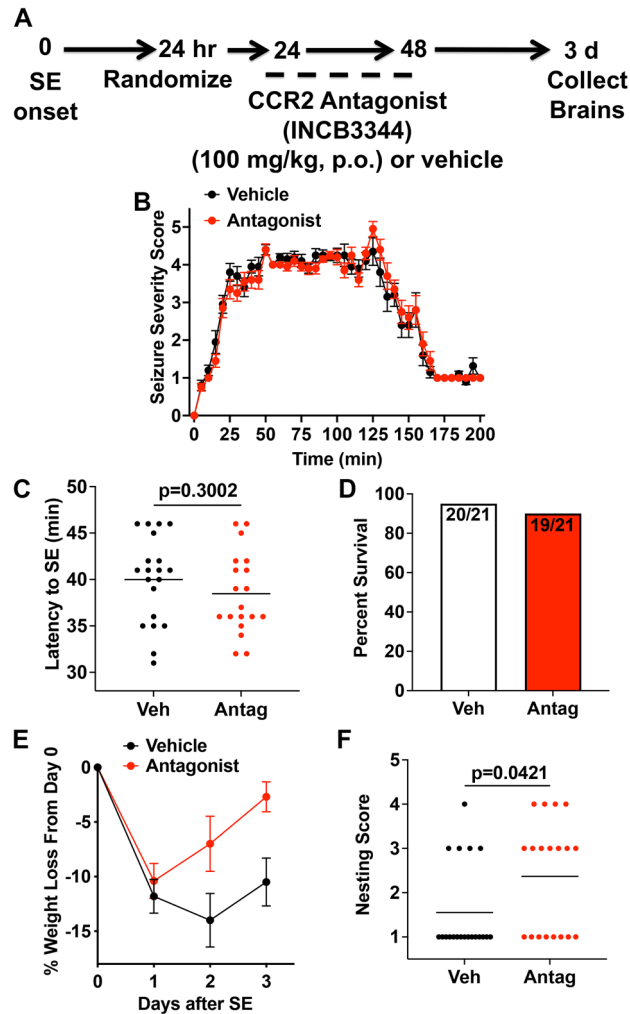 A
0 24 hr 24 48 3 d
SE Randomize Collect
onset CCR2 Antagonist Brains
(INCB3344)
(100 mg/kg, p.o.) or vehicle
B
Vehicle
Antagonist
Seizure Severity Score
5
4
3
2
1
0
0 25 50 75 100 125 150 175 200
Time (min)
C
p=0.3002
Latency to SE (min)
50
45
40
35
30
Veh Antag
D
Percent Survival
100
80
60
40
20
0
20/21 19/21
Veh Antag
E
Vehicle
Antagonist
% Weight Loss From Day 0
0
-5
-10
-15
0 1 2 3
Days after SE
F
p=0.0421
Nesting Score
5
4
3
2
1
Veh Antag